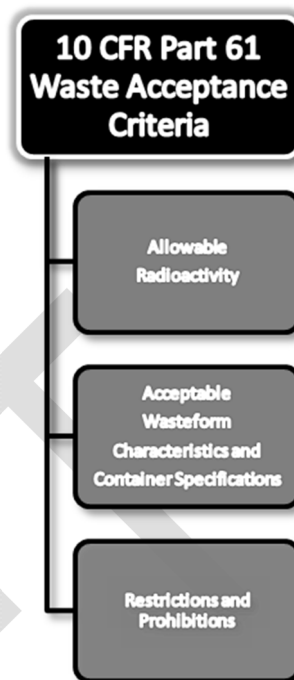 10 CFR Part 61
Waste Acceptance
Criteria
Allowable
Radioactivity
Acceptable
Wasteform
Characteristics and
Container Specifications
Restrictions and
Prohibitions